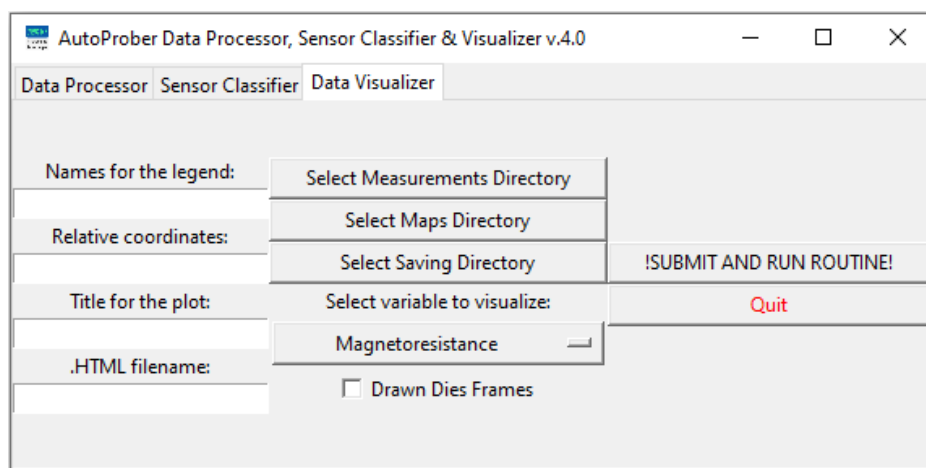 AutoProber Data Processor, Sensor Classifier & Visualizer v.4.0
Data Processor Sensor Classifier Data Visualizer
Names for the legend:
Select Measurements Directory
Select Maps Directory
Relative coordinates:
Select Saving Directory
!SUBMIT AND RUN ROUTINE!
Title for the plot:
Select variable to visualize:
Quit
Magnetoresistance
.HTML filename:
Drawn Dies Frames